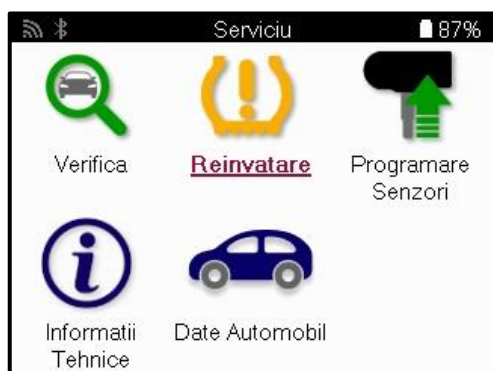 Serviciu 87%
Verifica
Reinvatare
Programare
Senzori
Informatii
Tehnice
Date Automobil